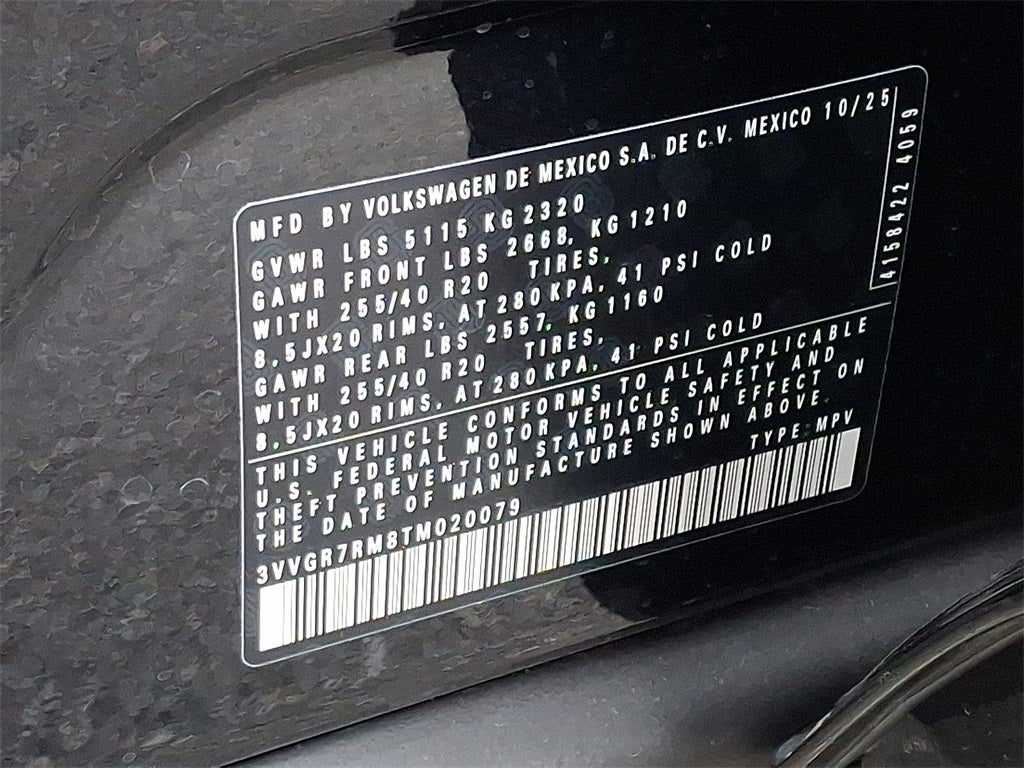 MFD BY VOLKSWAGEN DE MEXICO S.A. DE C.V. MEXICO 10/25
GVWR LBS 5115 KG 2320
GAWR FRONT LBS 2668, KG 1210
WITH 255/40 R20 TIRES,
8.5JX20 RIMS, AT 280 KPA, 41 PSI COLD
GAWR REAR LBS 2557, KG 1160
WITH 255/40 R20 TIRES,
8.5JX20 RIMS, AT 280 KPA, 41 PSI COLD
4158422 4059
THIS VEHICLE CONFORMS TO ALL APPLICABLE
U.S. FEDERAL MOTOR VEHICLE SAFETY AND
THEFT PREVENTION STANDARDS IN EFFECT ON
THE DATE OF MANUFACTURE SHOWN ABOVE.
3VVGR7RM8TM020079 TYPE:MPV